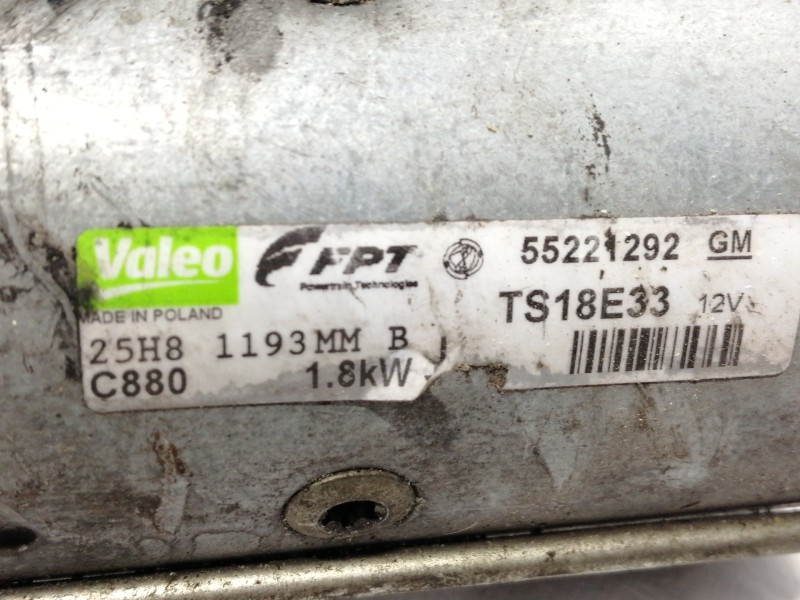 Valeo
FPT
Powertrain Technologies
55221292 GM
MADE IN POLAND
TS18E33 12V
25H8 1193MM B
C880 1.8kW